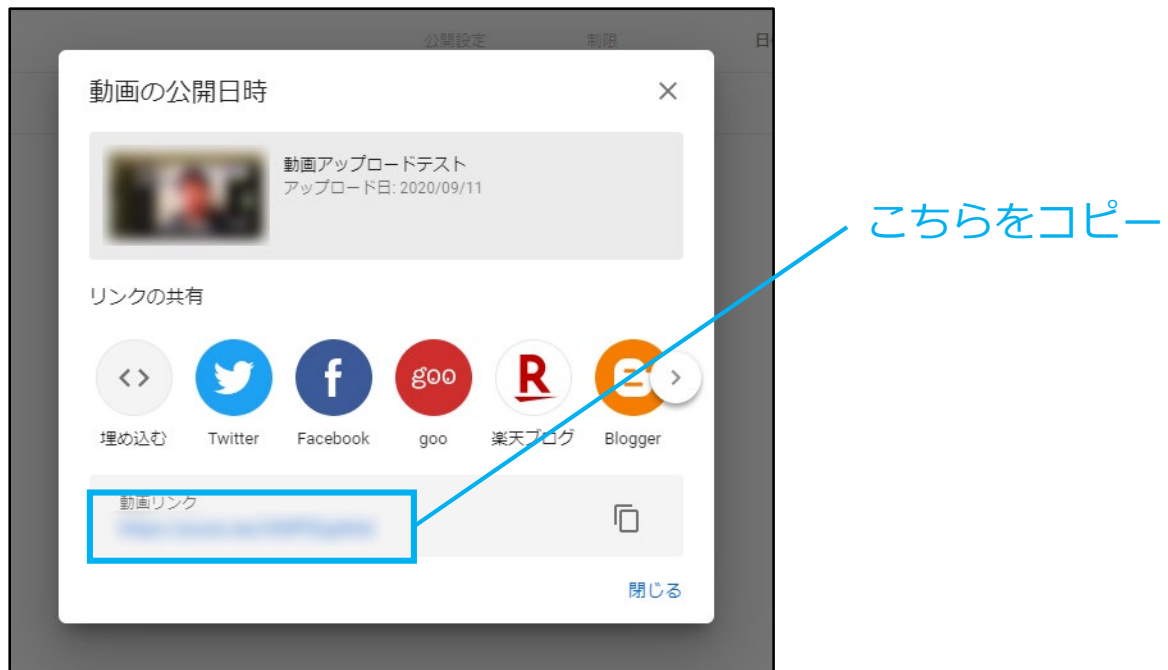 公開設定 制限 日
動画の公開日時
動画アップロードテスト
アップロード日: 2020/09/11
こちらをコピー
リンクの共有
goo R
埋め込む Twitter Facebook goo 楽天ブログ Blogger
動画リンク
閉じる